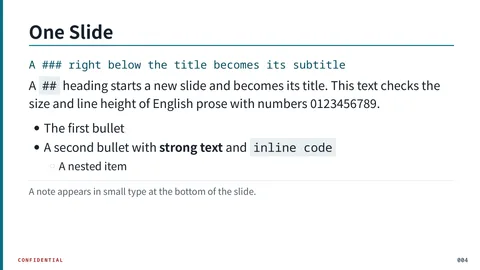 One Slide
A ### right below the title becomes its subtitle
A ## heading starts a new slide and becomes its title. This text checks the
size and line height of English prose with numbers 0123456789.
The first bullet
A second bullet with strong text and inline code
A nested item
A note appears in small type at the bottom of the slide.
CONFIDENTIAL
004